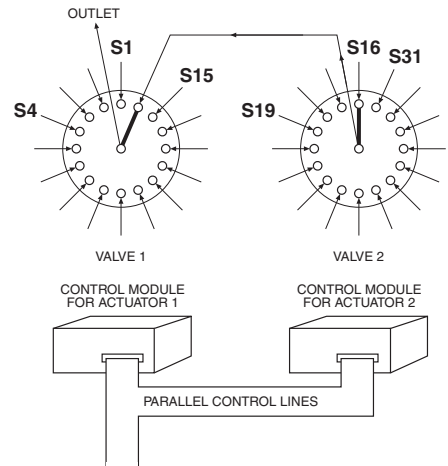 OUTLET
S1
S16
S15
S31
S4
S19
VALVE 1
VALVE 2
CONTROL MODULE
FOR ACTUATOR 1
CONTROL MODULE
FOR ACTUATOR 2
PARALLEL CONTROL LINES